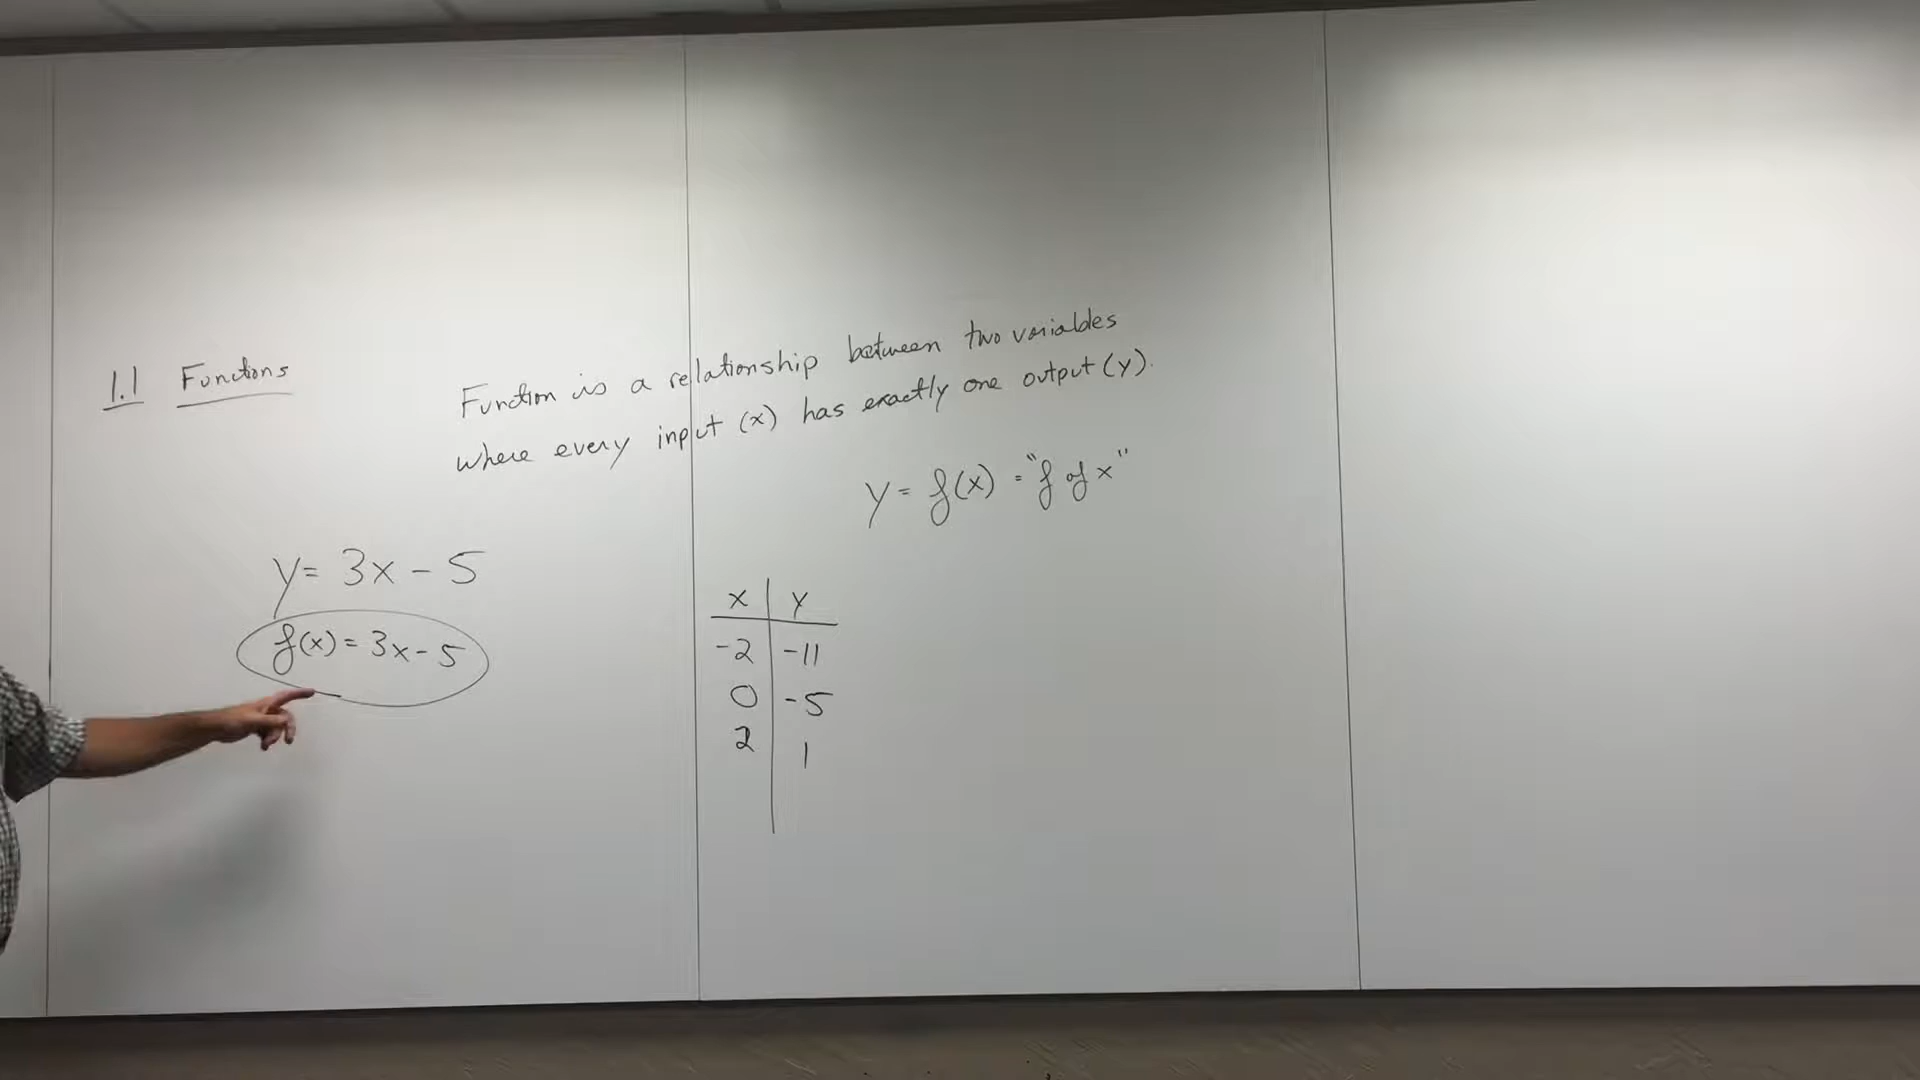 1.1 Functions
Function is a relationship between two variables
where every input (x) has exactly one output (y).
y = f(x) = "f of x"
y = 3x - 5
f(x) = 3x - 5
x y
-2 -11
0 -5
2 1